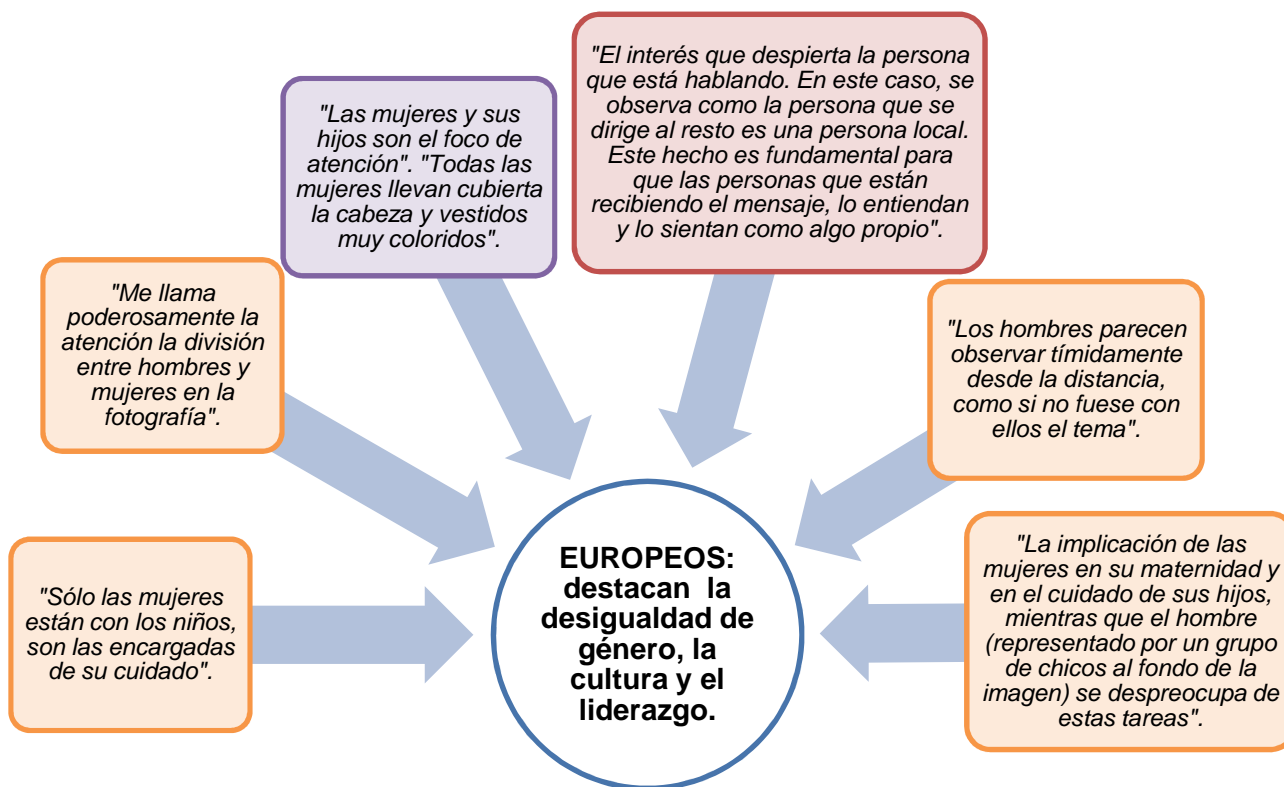 "Sólo las mujeres
están con los niños,
son las encargadas
de su cuidado".
"Me llama
poderosamente la
atención la división
entre hombres y
mujeres en la
fotografía".
"Las mujeres y sus
hijos son el foco de
atención". "Todas las
mujeres llevan cubierta
la cabeza y vestidos
muy coloridos".
"El interés que despierta la persona
que está hablando. En este caso, se
observa como la persona que se
dirige al resto es una persona local.
Este hecho es fundamental para
que las personas que están
recibiendo el mensaje, lo entiendan
y lo sientan como algo propio".
"Los hombres parecen
observar tímidamente
desde la distancia,
como si no fuese con
ellos el tema".
"La implicación de las
mujeres en su maternidad y
en el cuidado de sus hijos,
mientras que el hombre
(representado por un grupo
de chicos al fondo de la
imagen) se despreocupa de
estas tareas".
EUROPEOS:
destacan la
desigualdad de
género, la
cultura y el
liderazgo.